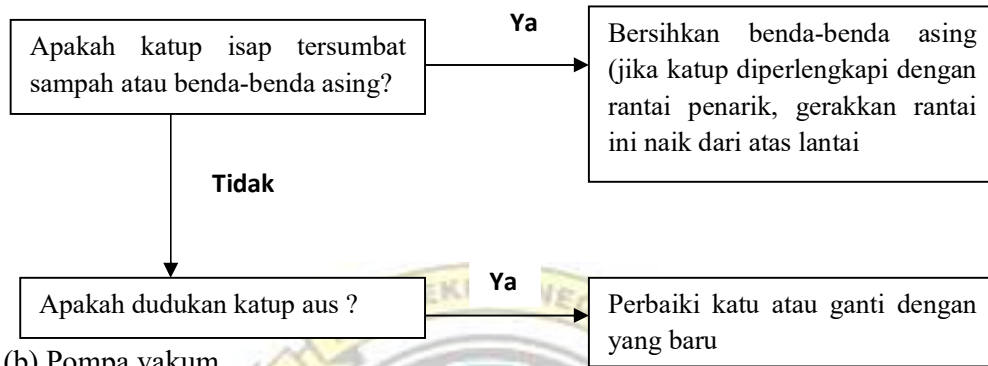 Apakah katup isap tersumbat
sampah atau benda-benda asing?
Ya
Bersihkan benda-benda asing
(jika katup diperlengkapi dengan
rantai penarik, gerakkan rantai
ini naik dari atas lantai
Tidak
Apakah dudukan katup aus ?
Ya
Perbaiki katu atau ganti dengan
yang baru
(b) Pompa vakum